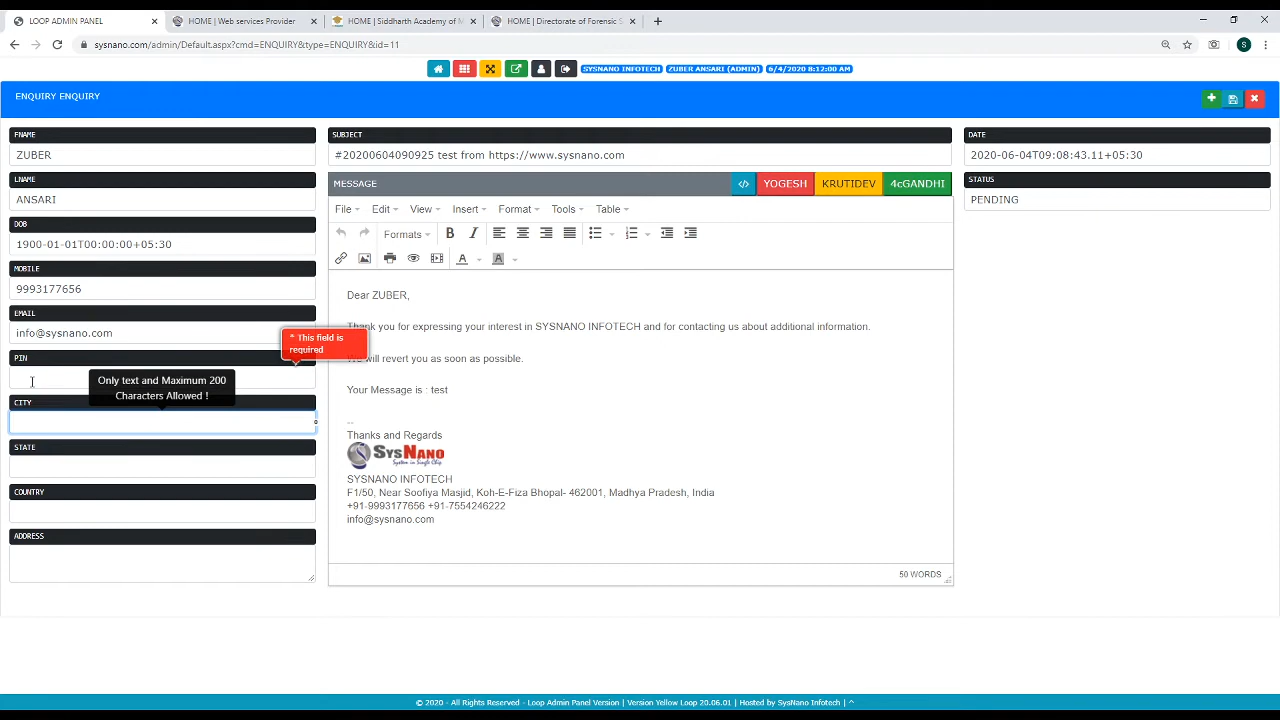 LOOP ADMIN PANEL
HOME | Web services Provider
HOME | Siddharth Academy of M
HOME | Directorate of Forensic S
sysnano.com/admin/Default.aspx?cmd=ENQUIRY&type=ENQUIRY&id=11
S
SYSNANO INFOTECH ZUBER ANSARI (ADMIN) 6/4/2020 8:12:00 AM
ENQUIRY ENQUIRY
FNAME
ZUBER
LNAME
ANSARI
DOB
1900-01-01T00:00:00+05:30
MOBILE
9993177656
EMAIL
info@sysnano.com
* This field is
required
PIN
Only text and Maximum 200
Characters Allowed !
CITY
STATE
COUNTRY
ADDRESS
SUBJECT
#20200604090925 test from https://www.sysnano.com
MESSAGE
</> YOGESH KRUTIDEV 4cGANDHI
File Edit View Insert Format Tools Table
Formats B I
A A
Dear ZUBER,
Thank you for expressing your interest in SYSNANO INFOTECH and for contacting us about additional information.
We will revert you as soon as possible.
Your Message is : test
--
Thanks and Regards
SYSNANO
System in Single Chip
SYSNANO INFOTECH
F1/50, Near Soofiya Masjid, Koh-E-Fiza Bhopal- 462001, Madhya Pradesh, India
+91-9993177656 +91-7554246222
info@sysnano.com
50 WORDS
DATE
2020-06-04T09:08:43.11+05:30
STATUS
PENDING
© 2020 - All Rights Reserved - Loop Admin Panel Version | Version Yellow Loop 20.06.01 | Hosted by SysNano Infotech | ^